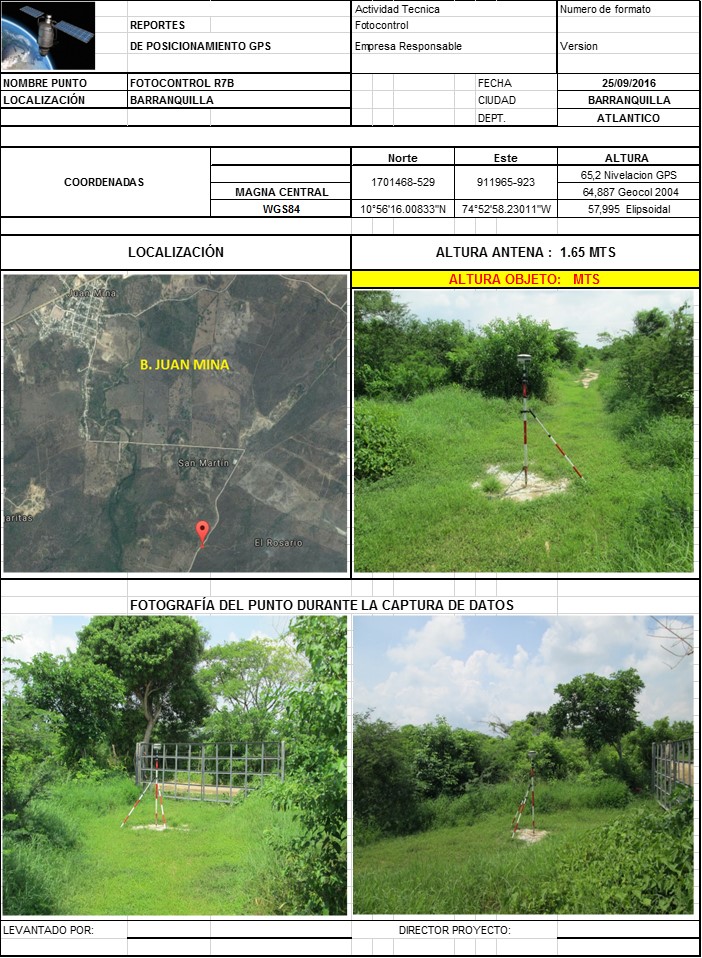 Actividad Tecnica
Numero de formato
REPORTES
Fotocontrol
DE POSICIONAMIENTO GPS
Empresa Responsable
Version
NOMBRE PUNTO
FOTOCONTROL R7B
FECHA
25/09/2016
LOCALIZACIÓN
BARRANQUILLA
CIUDAD
BARRANQUILLA
DEPT.
ATLANTICO
COORDENADAS
Norte
Este
ALTURA
1701468-529
911965-923
65,2 Nivelacion GPS
MAGNA CENTRAL
64,887 Geocol 2004
WGS84
10°56'16.00833"N
74°52'58.23011"W
57,995 Elipsoidal
LOCALIZACIÓN
ALTURA ANTENA : 1.65 MTS
ALTURA OBJETO: MTS
Juan Mina
B. JUAN MINA
San Martin
aritas
El Rosario
FOTOGRAFÍA DEL PUNTO DURANTE LA CAPTURA DE DATOS
LEVANTADO POR:
DIRECTOR PROYECTO: